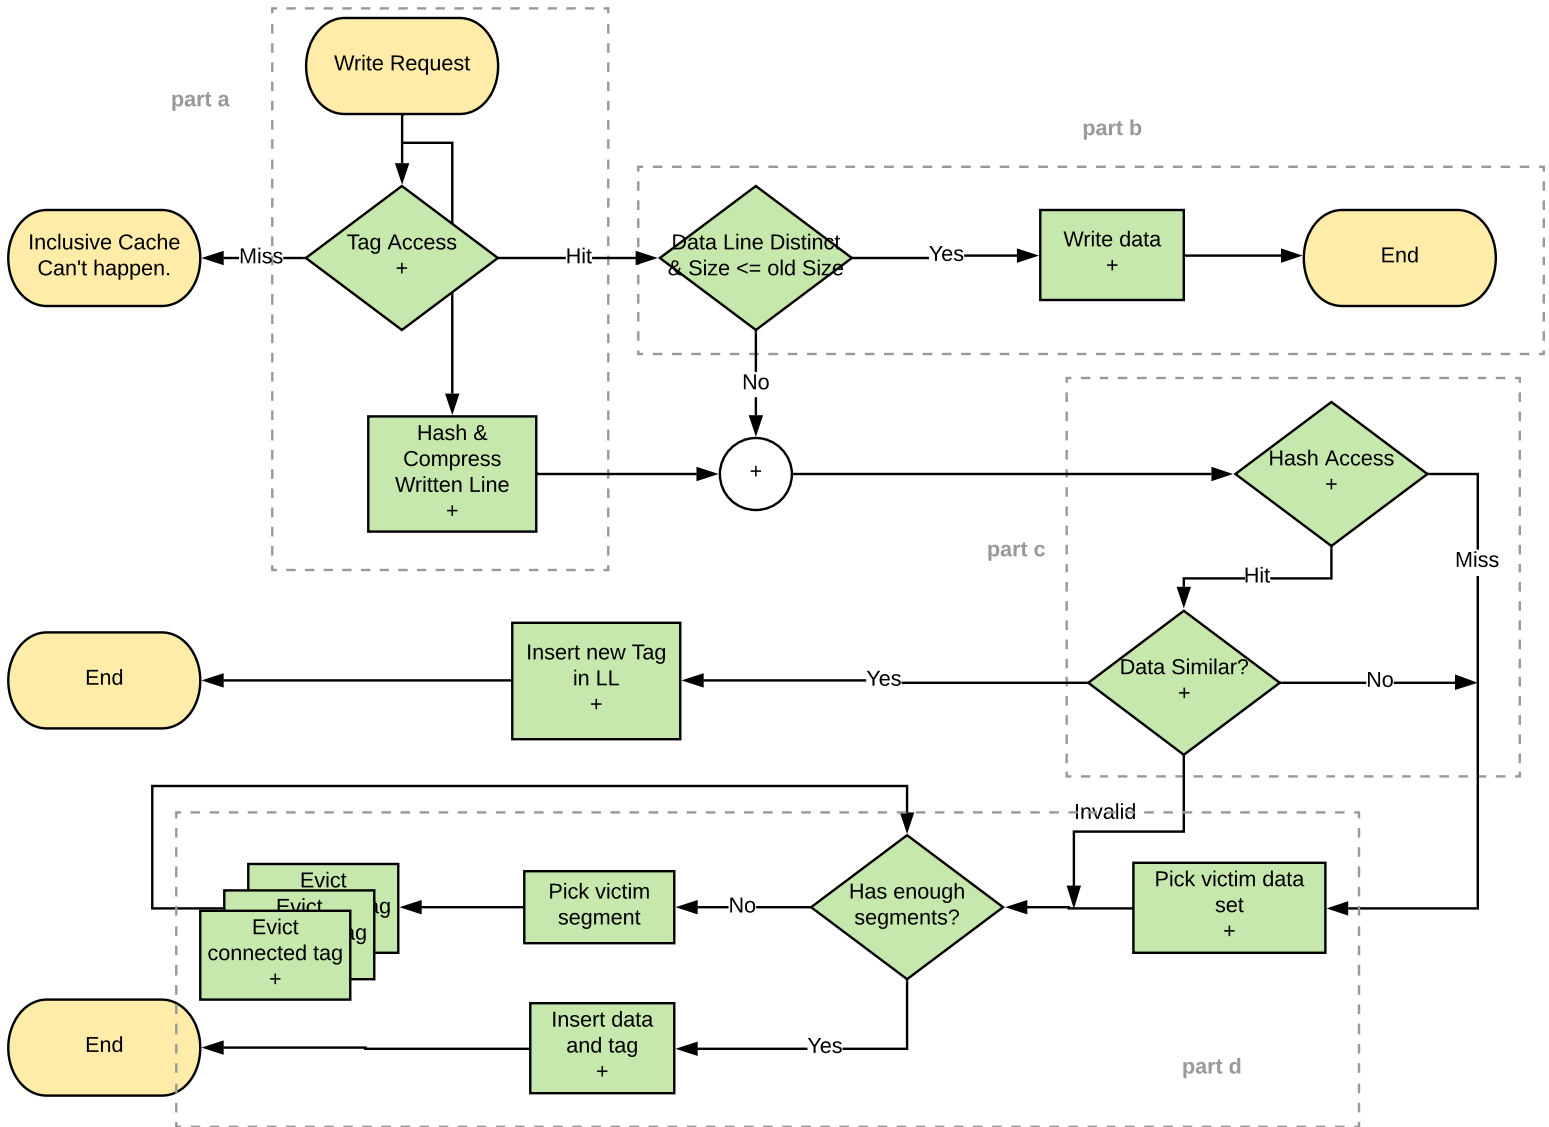 Write Request
part a
part b
Inclusive Cache
Can't happen.
Miss
Tag Access
+
Hit
Data Line Distinct
& Size <= old Size
Yes
Write data
+
End
No
Hash &
Compress
Written Line
+
+
Hash Access
+
part c
Miss
Hit
End
Insert new Tag
in LL
+
Yes
Data Similar?
+
No
Invalid
Evict
ag
Evict
ag
Evict
connected tag
+
Pick victim
segment
No
Has enough
segments?
Pick victim data
set
+
End
Insert data
and tag
+
Yes
part d